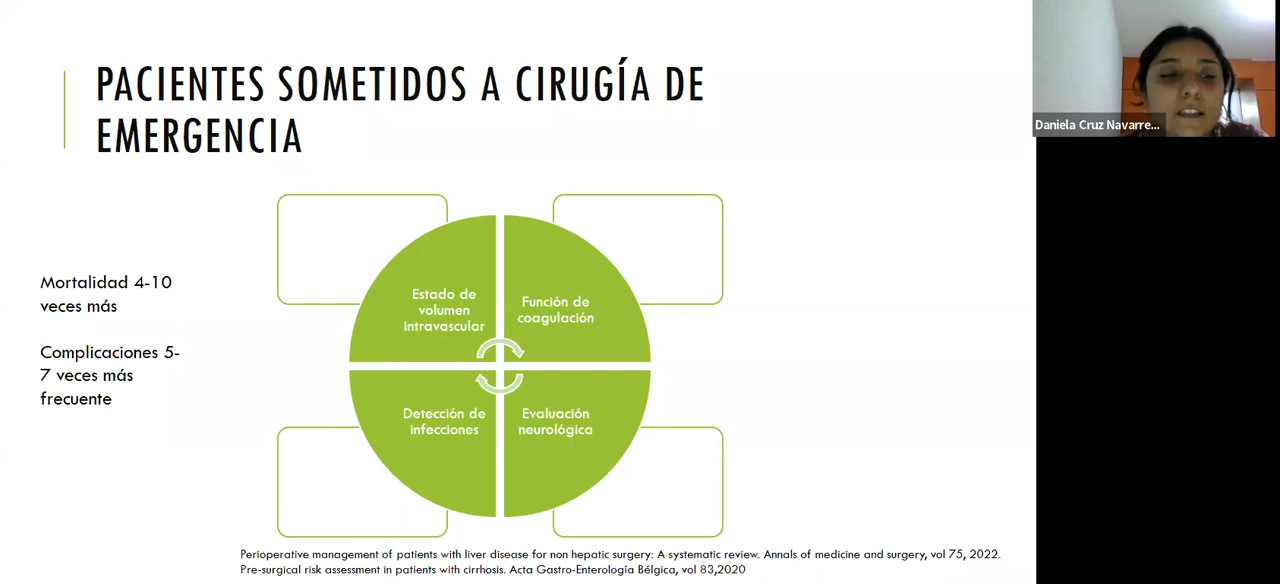 PACIENTES SOMETIDOS A CIRUGÍA DE
EMERGENCIA
Daniela Cruz Navarre...
Mortalidad 4-10
veces más
Complicaciones 5-
7 veces más
frecuente
Estado de
volumen
intravascular
Función de
coagulación
Detección de
infecciones
Evaluación
neurológica
Perioperative management of patients with liver disease for non hepatic surgery: A systematic review. Annals of medicine and surgery, vol 75, 2022.
Pre-surgical risk assessment in patients with cirrhosis. Acta Gastro-Enterología Bélgica, vol 83,2020